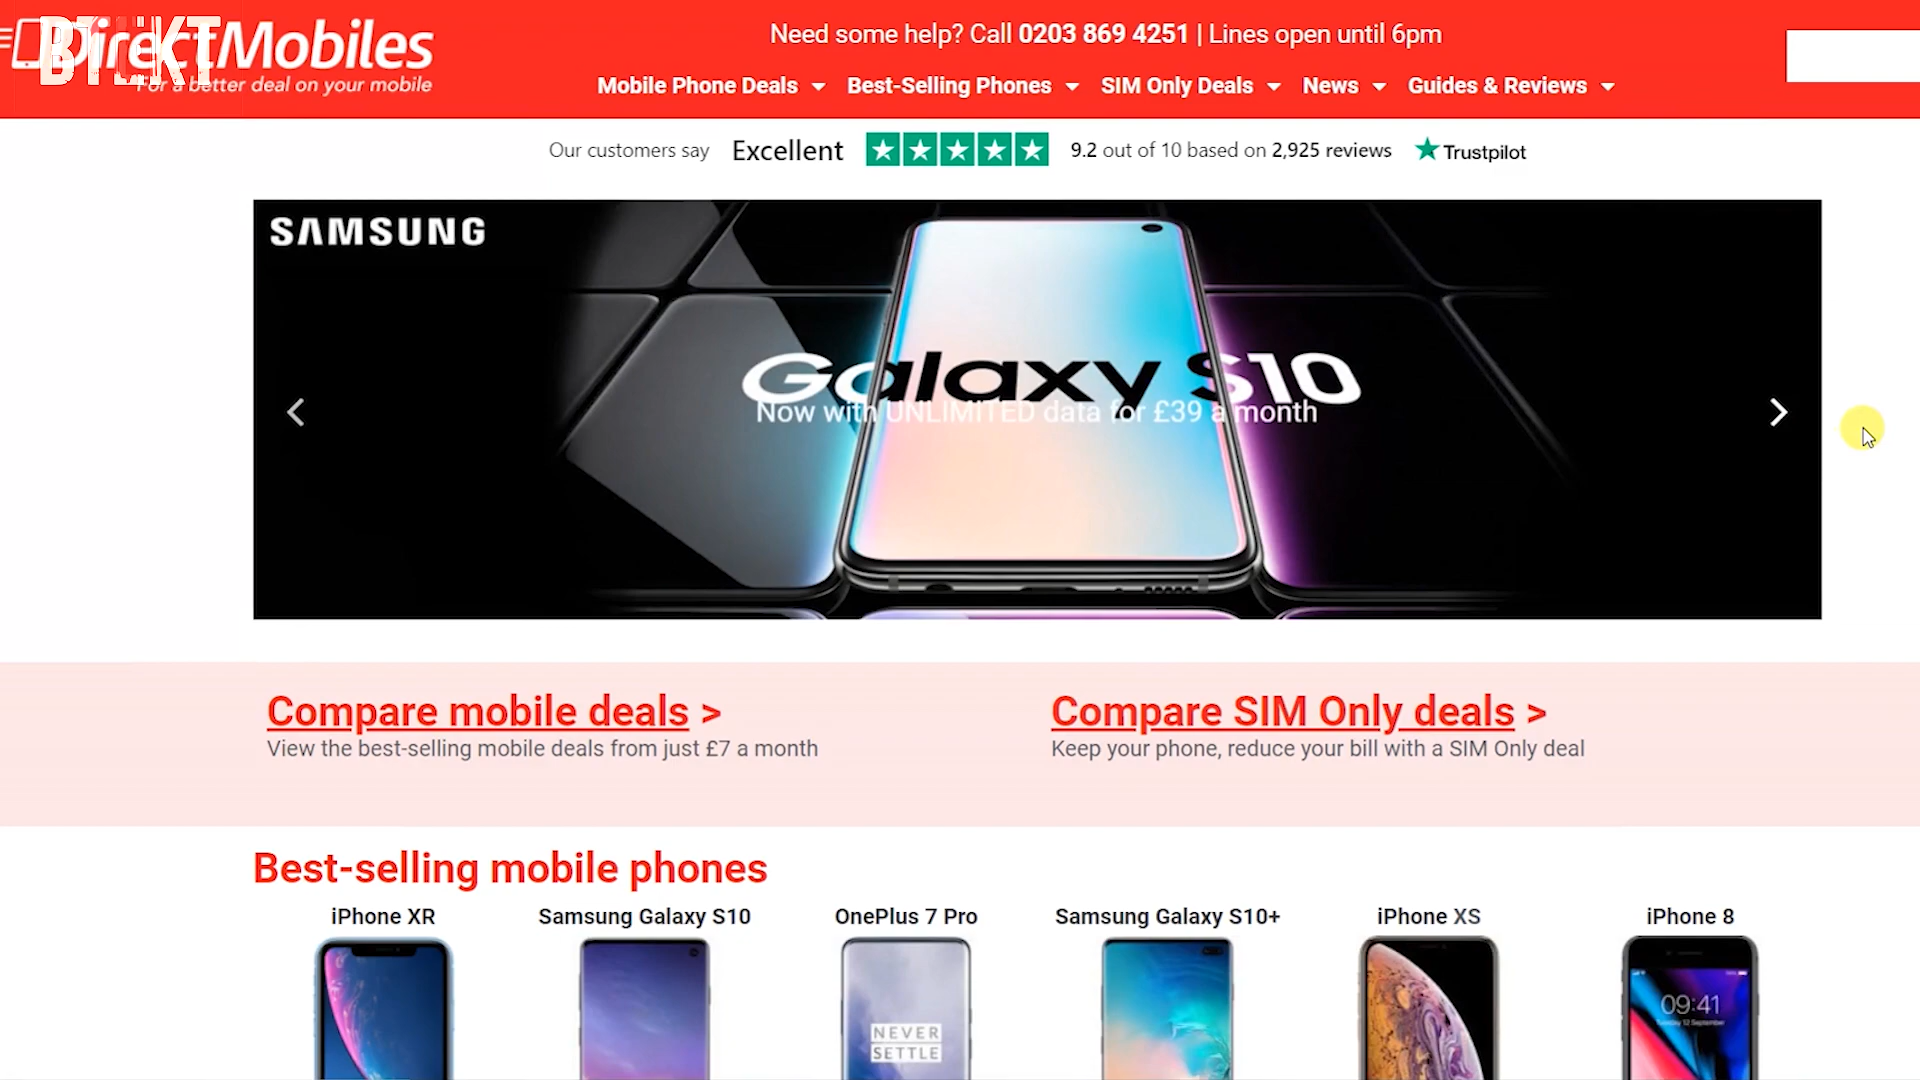 DirectMobiles
For a better deal on your mobile
Need some help? Call 0203 869 4251 | Lines open until 6pm
Mobile Phone Deals
Best-Selling Phones
SIM Only Deals
News
Guides & Reviews
Our customers say Excellent
9.2 out of 10 based on 2,925 reviews
Trustpilot
SAMSUNG
Galaxy S10
Now with UNLIMITED data for £39 a month
Compare mobile deals >
View the best-selling mobile deals from just £7 a month
Compare SIM Only deals >
Keep your phone, reduce your bill with a SIM Only deal
Best-selling mobile phones
iPhone XR
Samsung Galaxy S10
OnePlus 7 Pro
Samsung Galaxy S10+
iPhone XS
iPhone 8
NEVER
SETTLE
09:41
Tuesday 12 September